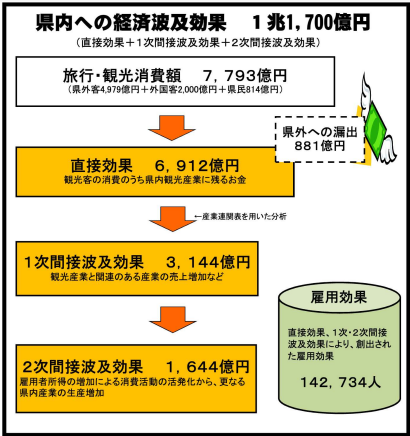 県内への経済波及効果　１兆1,700億円
（直接効果＋1次間接波及効果＋2次間接波及効果）
旅行・観光消費額　７,793億円
（県外客4,979億円＋外国客2,000億円＋県民814億円）
県外への漏出
881億円
直接効果　６,912億円
観光客の消費のうち県内観光産業に残るお金
←産業連関表を用いた分析
1次間接波及効果　３,144億円
観光産業と関連のある産業の売上増加など
2次間接波及効果　１,644億円
雇用者所得の増加による消費活動の活発化から、更なる
県内産業の生産増加
雇用効果
直接効果、1次・2次間接
波及効果により、創出され
た雇用効果
142,734人